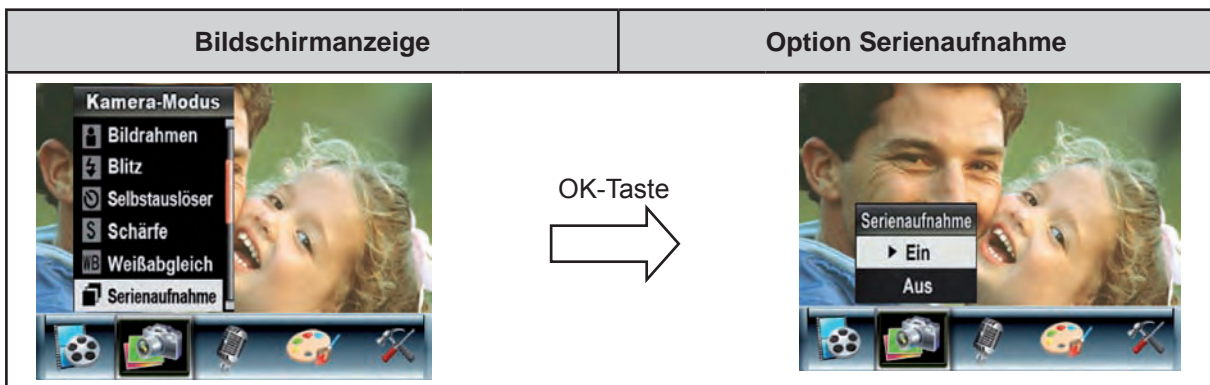 Bildschirmanzeige
Option Serienaufnahme
Kamera-Modus
Bildrahmen
Blitz
Selbstauslöser
S Schärfe
WB Weißabgleich
Serienaufnahme
OK-Taste
Serienaufnahme
Ein
Aus